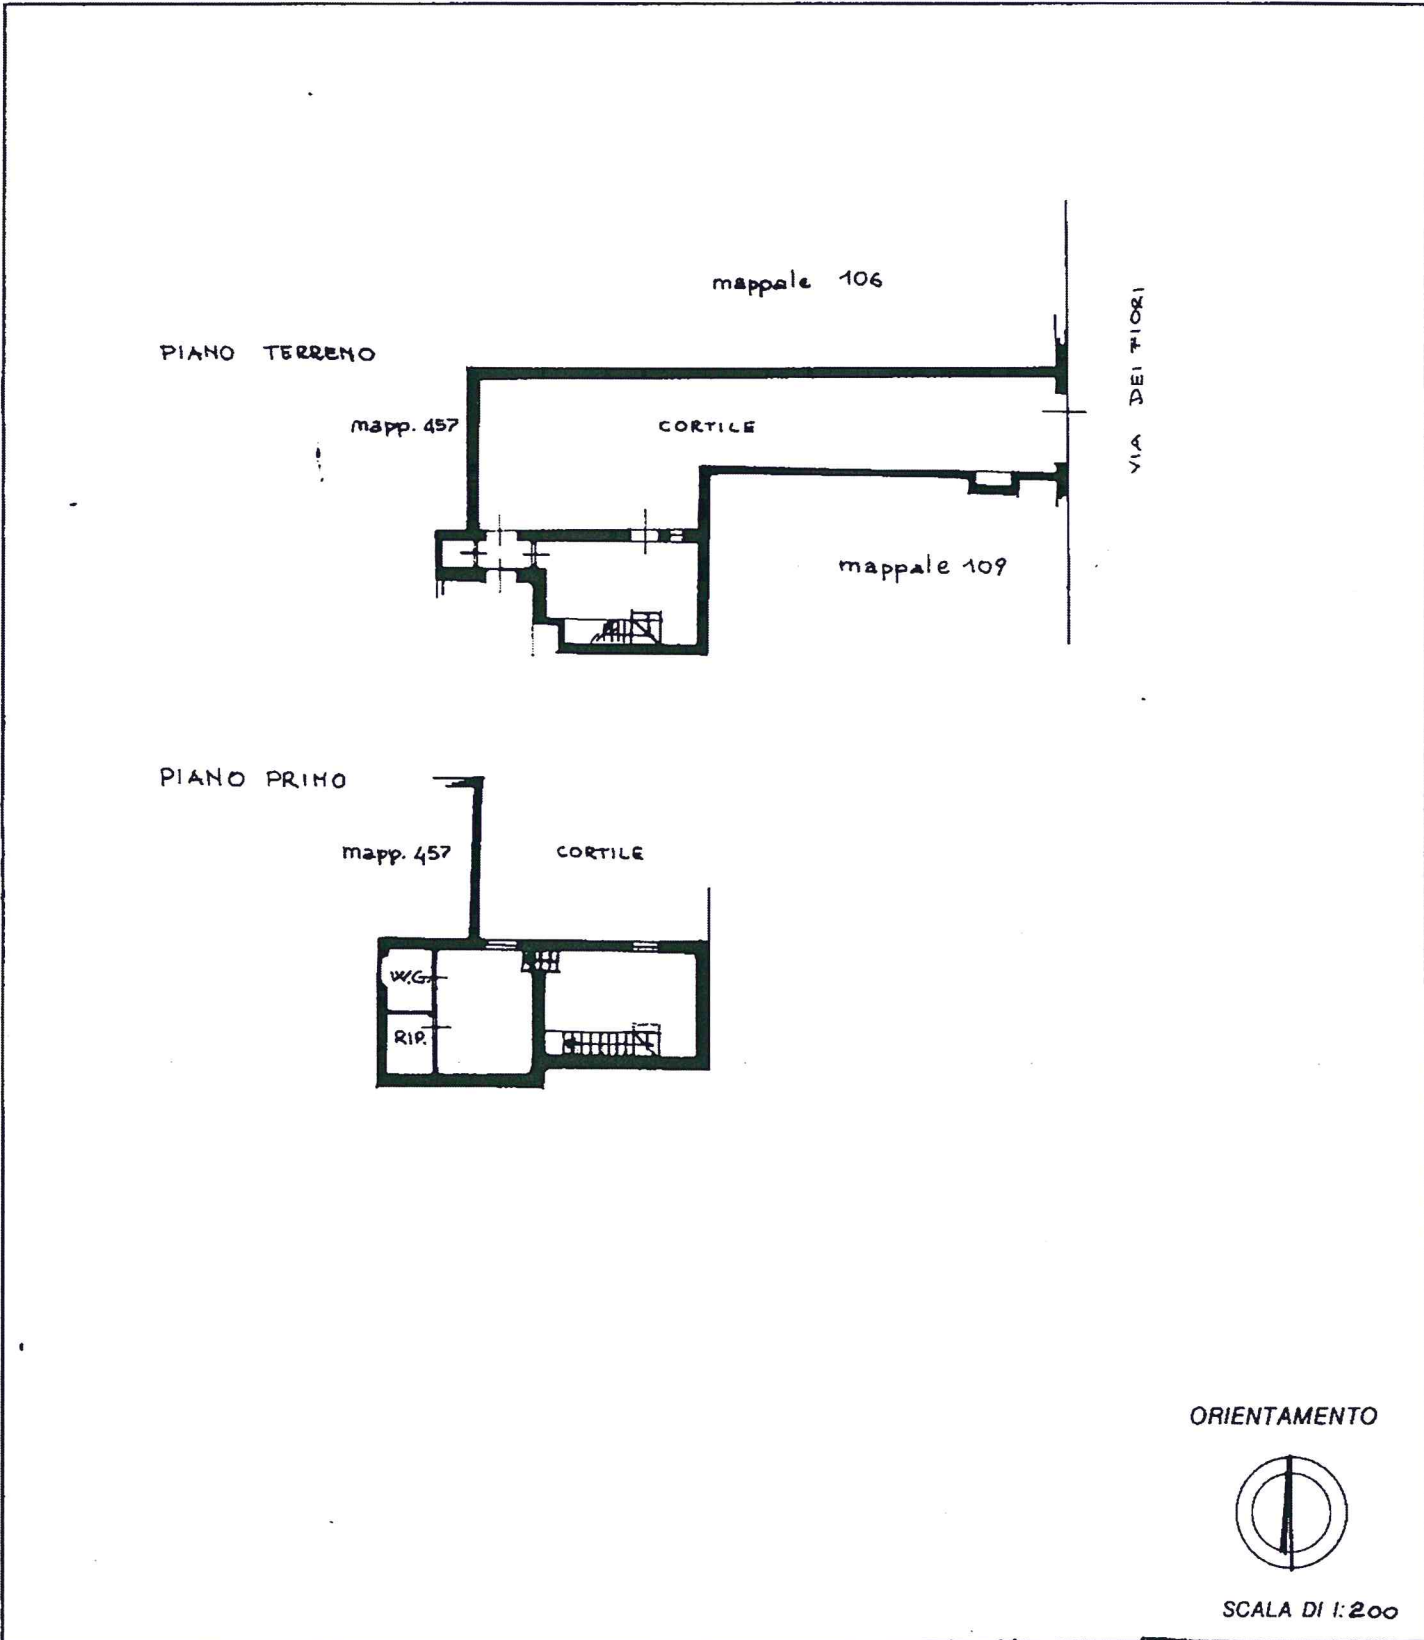 mappale 106
VIA DEI FIORI
PIANO TERRENO
mapp. 457
CORTILE
mappale 109
PIANO PRIMO
mapp. 457
CORTILE
W.C.
RIP.
ORIENTAMENTO
SCALA DI 1:200